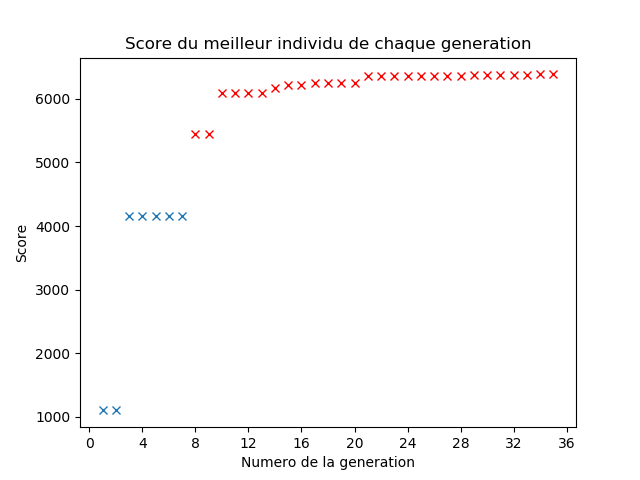 Score du meilleur individu de chaque generation
6000
5000
4000
3000
2000
1000
Score
0 4 8 12 16 20 24 28 32 36
Numero de la generation